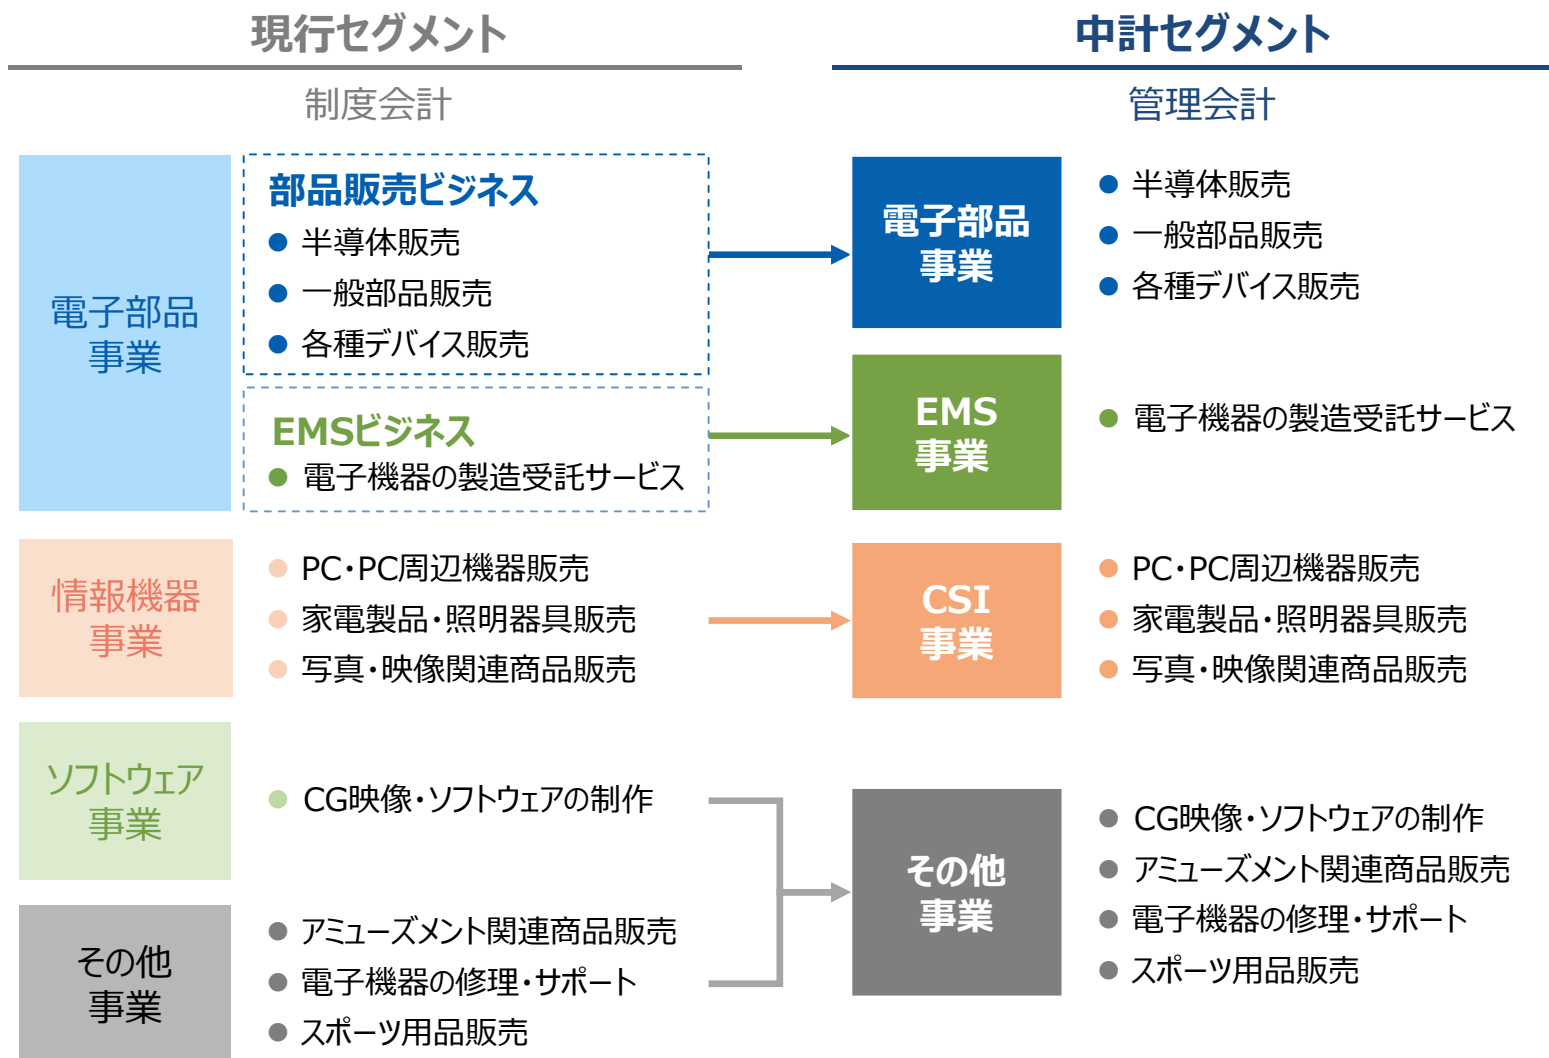 現行セグメント
制度会計
電子部品
事業
部品販売ビジネス
半導体販売
一般部品販売
各種デバイス販売
EMSビジネス
電子機器の製造受託サービス
情報機器
事業
PC・PC周辺機器販売
家電製品・照明器具販売
写真・映像関連商品販売
ソフトウェア
事業
CG映像・ソフトウェアの制作
その他
事業
アミューズメント関連商品販売
電子機器の修理・サポート
スポーツ用品販売
中計セグメント
管理会計
電子部品
事業
半導体販売
一般部品販売
各種デバイス販売
EMS
事業
電子機器の製造受託サービス
CSI
事業
PC・PC周辺機器販売
家電製品・照明器具販売
写真・映像関連商品販売
その他
事業
CG映像・ソフトウェアの制作
アミューズメント関連商品販売
電子機器の修理・サポート
スポーツ用品販売